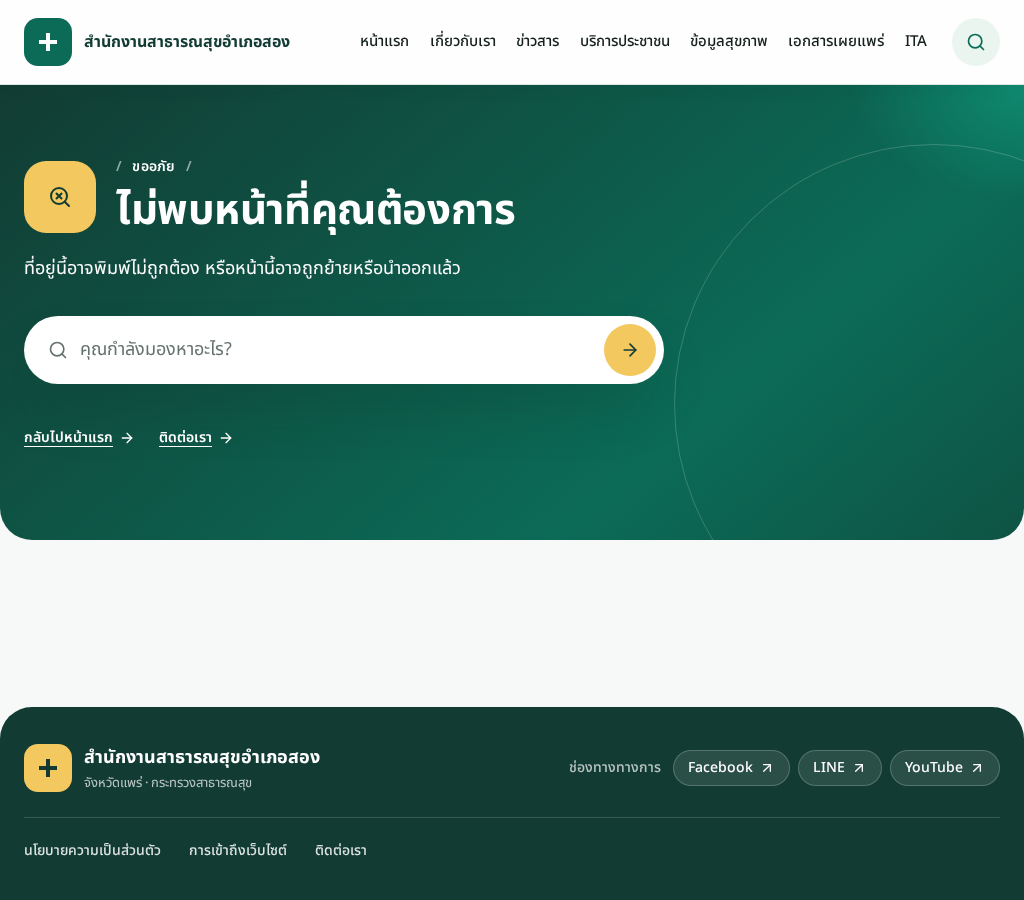 สำนักงานสาธารณสุขอำเภอสอง
หน้าแรก เกี่ยวกับเรา ข่าวสาร บริการประชาชน ข้อมูลสุขภาพ เอกสารเผยแพร่ ITA
/ ขออภัย /
ไม่พบหน้าที่คุณต้องการ
ที่อยู่นี้อาจพิมพ์ไม่ถูกต้อง หรือหน้านี้อาจถูกย้ายหรือนำออกแล้ว
คุณกำลังมองหาอะไร?
กลับไปหน้าแรก ติดต่อเรา
สำนักงานสาธารณสุขอำเภอสอง
จังหวัดแพร่ · กระทรวงสาธารณสุข
ช่องทางทางการ Facebook LINE YouTube
นโยบายความเป็นส่วนตัว การเข้าถึงเว็บไซต์ ติดต่อเรา